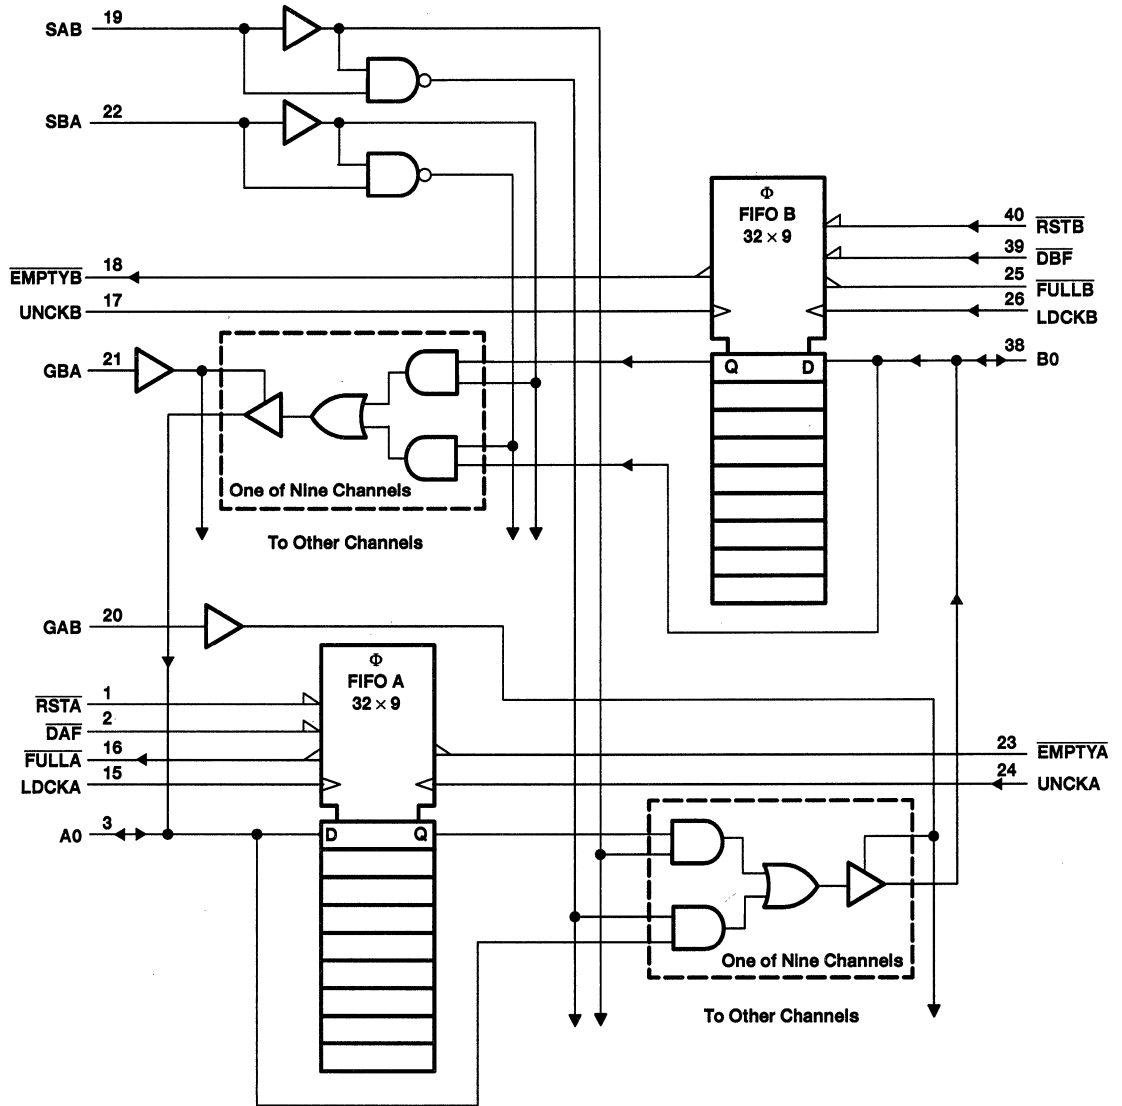 SAB 19
SBA 22
Φ
FIFO B
32 × 9
40 RSTB
39 DBF
25 FULLB
26 LDCKB
38 B0
EMPTYB 18
UNCKB 17
GBA 21
Q D
One of Nine Channels
To Other Channels
GAB 20
Φ
FIFO A
32 × 9
RSTA 1
DAF 2
FULLA 16
LDCKA 15
A0 3
23 EMPTYA
24 UNCKA
D Q
One of Nine Channels
To Other Channels